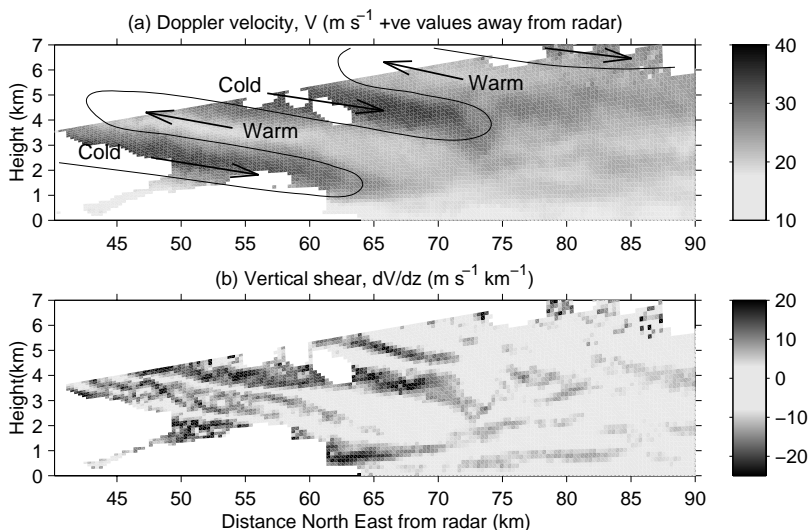 (a) Doppler velocity, V (m s⁻¹ +ve values away from radar)
Height (km)
7
6
5
4
3
2
1
0
Cold
Warm
Warm
Cold
45 50 55 60 65 70 75 80 85 90
40
30
20
10
(b) Vertical shear, dV/dz (m s⁻¹ km⁻¹)
Height(km)
7
6
5
4
3
2
1
0
45 50 55 60 65 70 75 80 85 90
Distance North East from radar (km)
20
10
0
−10
−20